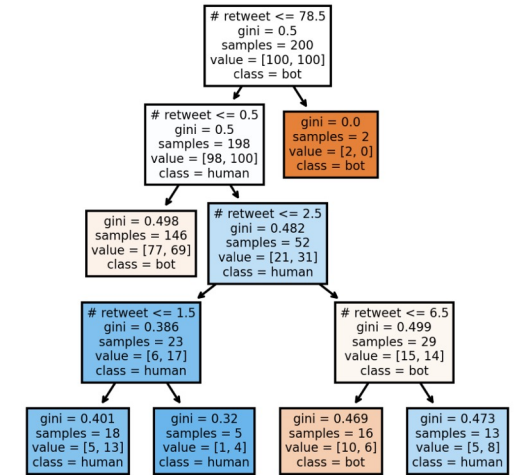 # retweet <= 78.5
gini = 0.5
samples = 200
value = [100, 100]
class = bot
# retweet <= 0.5
gini = 0.5
samples = 198
value = [98, 100]
class = human
gini = 0.0
samples = 2
value = [2, 0]
class = bot
gini = 0.498
samples = 146
value = [77, 69]
class = bot
# retweet <= 2.5
gini = 0.482
samples = 52
value = [21, 31]
class = human
# retweet <= 1.5
gini = 0.386
samples = 23
value = [6, 17]
class = human
# retweet <= 6.5
gini = 0.499
samples = 29
value = [15, 14]
class = bot
gini = 0.401
samples = 18
value = [5, 13]
class = human
gini = 0.32
samples = 5
value = [1, 4]
class = human
gini = 0.469
samples = 16
value = [10, 6]
class = bot
gini = 0.473
samples = 13
value = [5, 8]
class = human